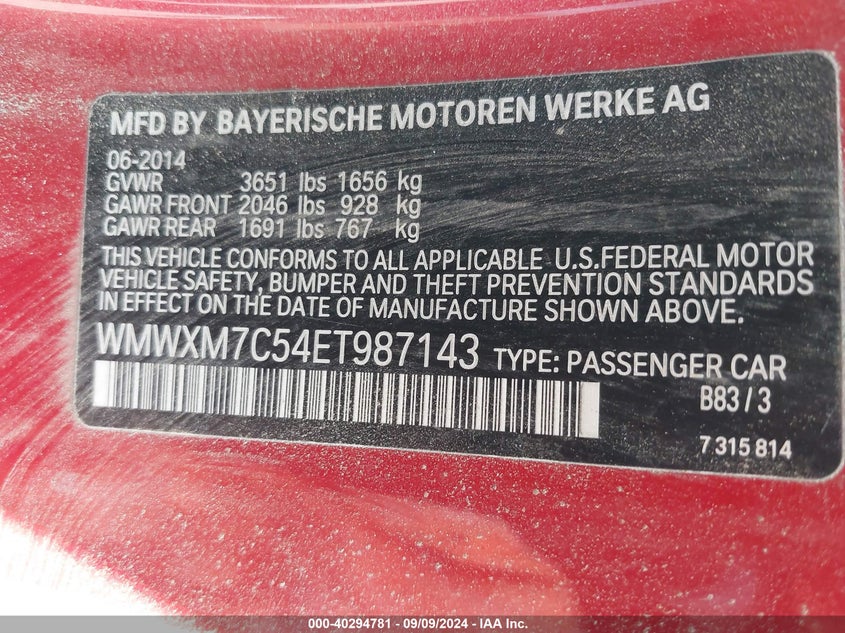 MFD BY BAYERISCHE MOTOREN WERKE AG
06-2014
GVWR 3651 lbs 1656 kg
GAWR FRONT 2046 lbs 928 kg
GAWR REAR 1691 lbs 767 kg
THIS VEHICLE CONFORMS TO ALL APPLICABLE U.S.FEDERAL MOTOR
VEHICLE SAFETY, BUMPER AND THEFT PREVENTION STANDARDS
IN EFFECT ON THE DATE OF MANUFACTURE SHOWN ABOVE.
WMWXM7C54ET987143 TYPE: PASSENGER CAR
B83 / 3
7 315 814
000-40294781 - 09/09/2024 - IAA Inc.